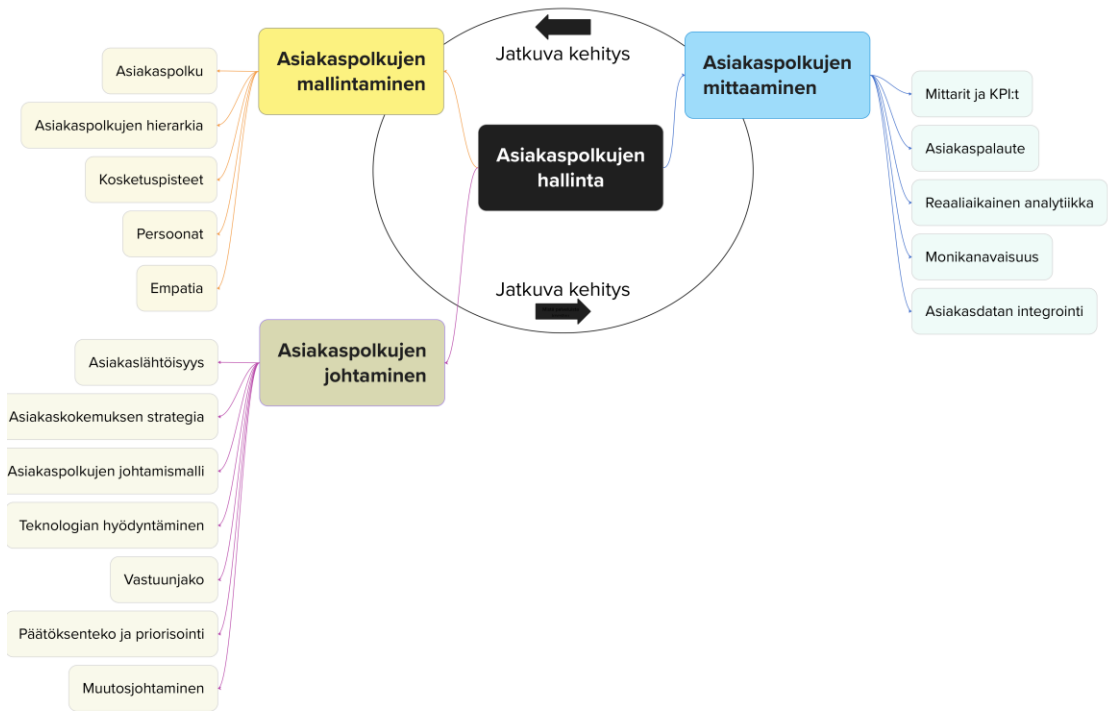 Jatkuva kehitys
Asiakaspolkujen
mallintaminen
Asiakaspolku
Asiakaspolkujen hierarkia
Kosketuspisteet
Persoonat
Empatia
Asiakaspolkujen
mittaaminen
Mittarit ja KPI:t
Asiakaspalaute
Reaaliaikainen analytiikka
Monikanavaisuus
Asiakasdatan integrointi
Asiakaspolkujen
hallinta
Jatkuva kehitys
Asiakaspolkujen
johtaminen
Asiakaslähtöisyys
Asiakaskokemuksen strategia
Asiakaspolkujen johtamismalli
Teknologian hyödyntäminen
Vastuunjako
Päätöksenteko ja priorisointi
Muutosjohtaminen